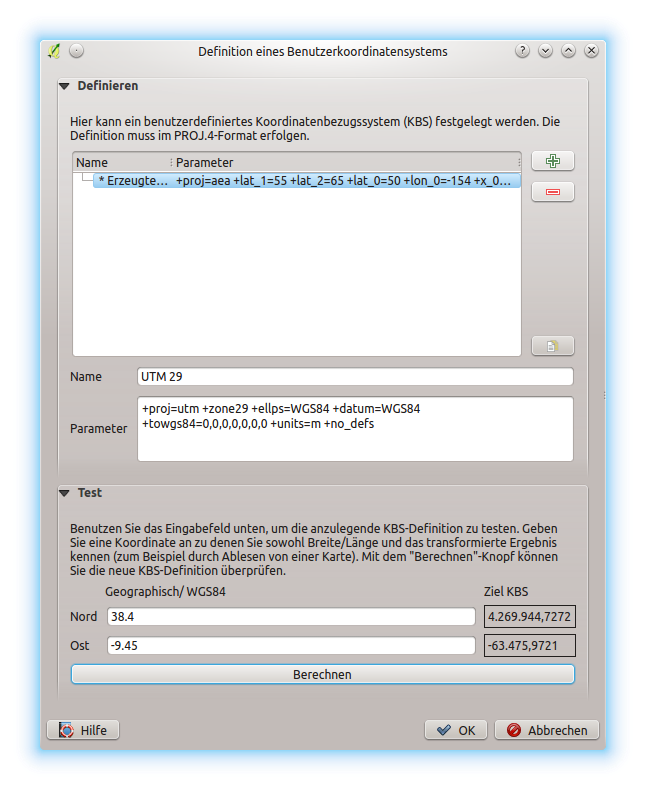 Definition eines Benutzerkoordinatensystems
Definieren
Hier kann ein benutzerdefiniertes Koordinatenbezugssystem (KBS) festgelegt werden. Die
Definition muss im PROJ.4-Format erfolgen.
Name Parameter
* Erzeugte... +proj=aea +lat_1=55 +lat_2=65 +lat_0=50 +lon_0=-154 +x_0...
Name UTM 29
+proj=utm +zone29 +ellps=WGS84 +datum=WGS84
Parameter
+towgs84=0,0,0,0,0,0,0 +units=m +no_defs
Test
Benutzen Sie das Eingabefeld unten, um die anzulegende KBS-Definition zu testen. Geben
Sie eine Koordinate an zu denen Sie sowohl Breite/Länge und das transformierte Ergebnis
kennen (zum Beispiel durch Ablesen von einer Karte). Mit dem "Berechnen"-Knopf können
Sie die neue KBS-Definition überprüfen.
Geographisch/ WGS84 Ziel KBS
Nord 38.4 4.269.944,7272
Ost -9.45 -63.475,9721
Berechnen
Hilfe OK Abbrechen